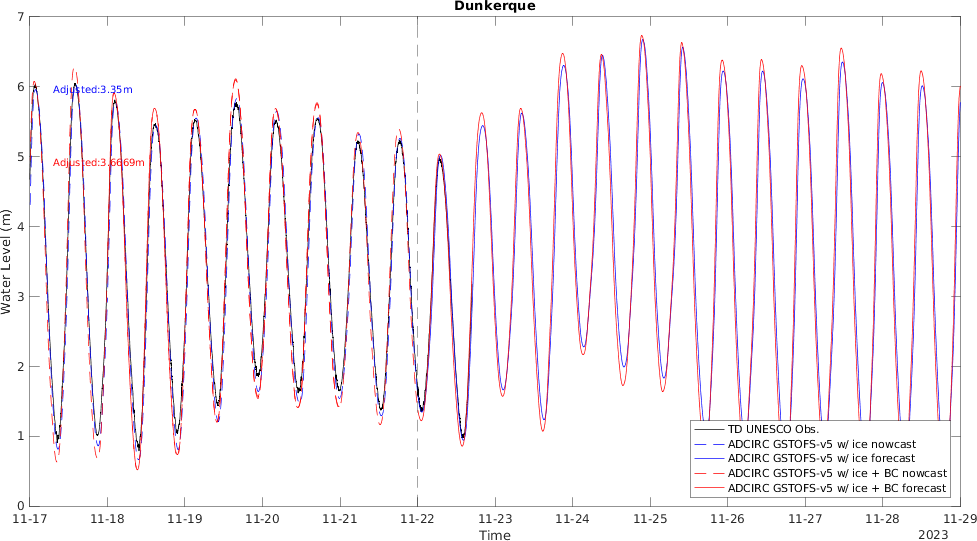 Dunkerque
7
6
5
4
3
2
1
0
Water Level (m)
Adjusted:3.35m
Adjusted:3.6669m
TD UNESCO Obs.
ADCIRC GSTOFS-v5 w/ ice nowcast
ADCIRC GSTOFS-v5 w/ ice forecast
ADCIRC GSTOFS-v5 w/ ice + BC nowcast
ADCIRC GSTOFS-v5 w/ ice + BC forecast
11-17 11-18 11-19 11-20 11-21 11-22 11-23 11-24 11-25 11-26 11-27 11-28 11-29
Time
2023